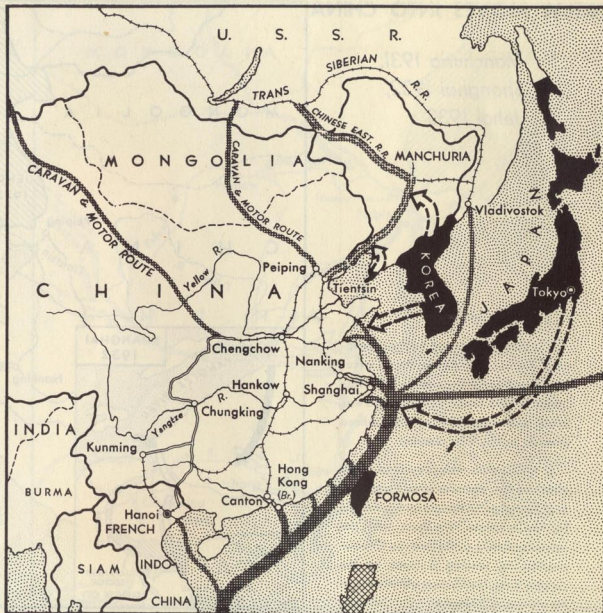 U. S. S. R.
TRANS SIBERIAN R.R.
CHINESE EAST R.R.
MONGOLIA
MANCHURIA
CARAVAN & MOTOR ROUTE
CARAVAN & MOTOR ROUTE
Vladivostok
Yellow R.
Peiping
KOREA
JAPAN
CHINA
Tientsin
Tokyo
Chengchow
Nanking
Hankow
Shanghai
Chungking
Yangtze R.
INDIA
Kunming
BURMA
Hong
Kong
(Br.)
Canton
FORMOSA
Hanoi
FRENCH
SIAM
INDO-
CHINA